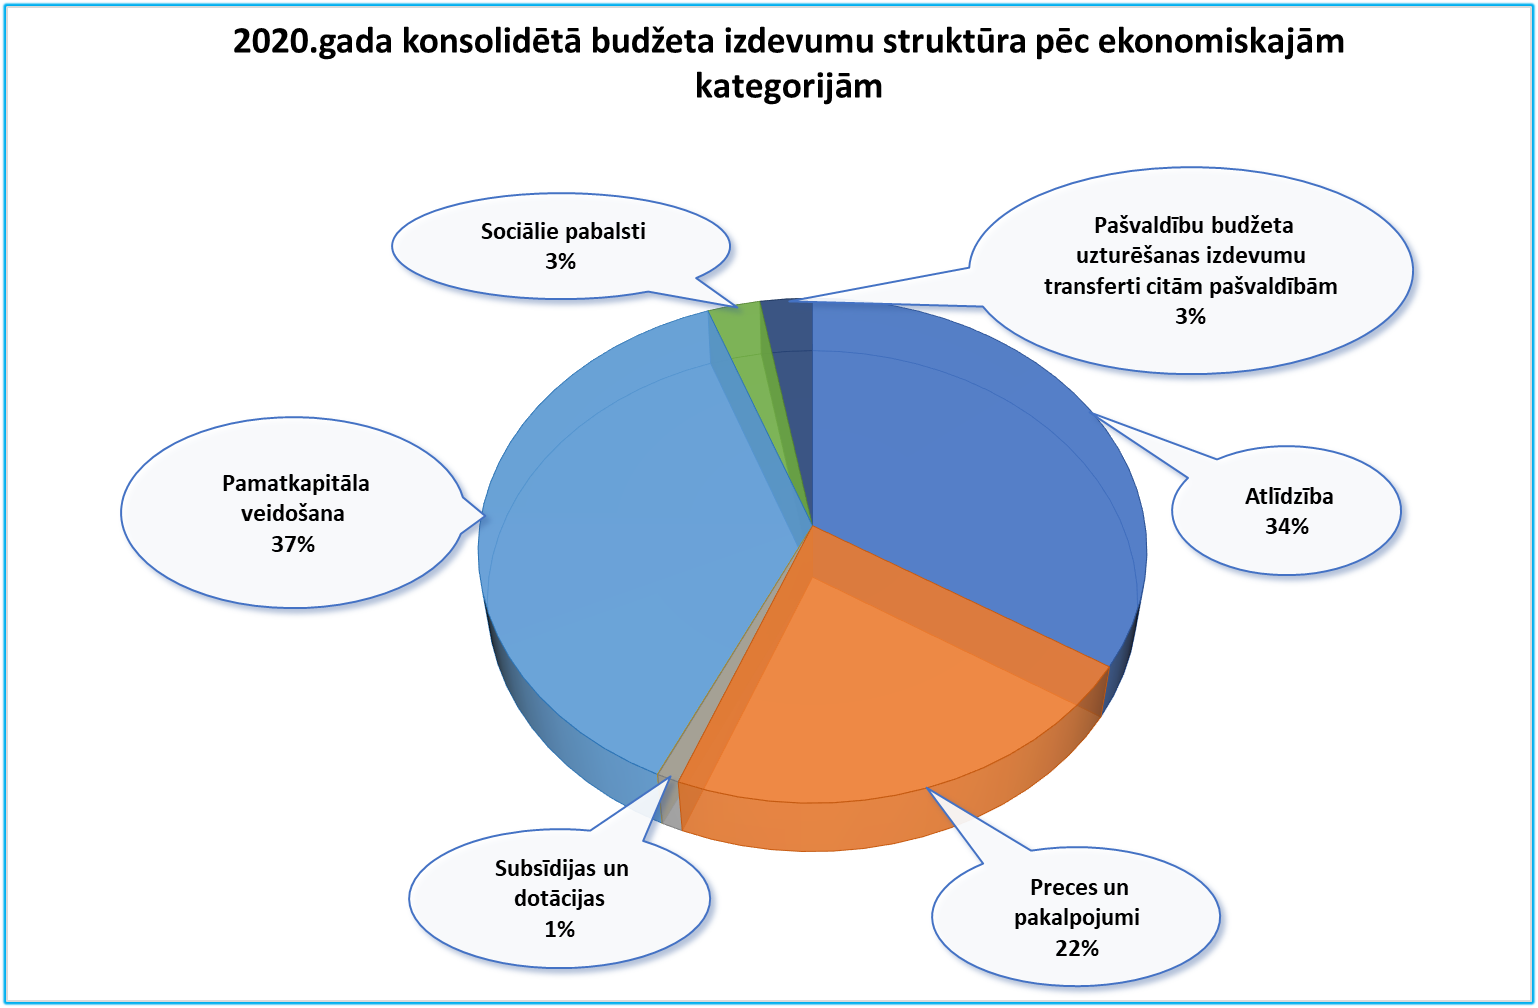 2020.gada konsolidētā budžeta izdevumu struktūra pēc ekonomiskajām
kategorijām
Sociālie pabalsti
3%
Pašvaldību budžeta
uzturēšanas izdevumu
transferti citām pašvaldībām
3%
Pamatkapitāla
veidošana
37%
Atlīdzība
34%
Subsīdijas un
dotācijas
1%
Preces un
pakalpojumi
22%